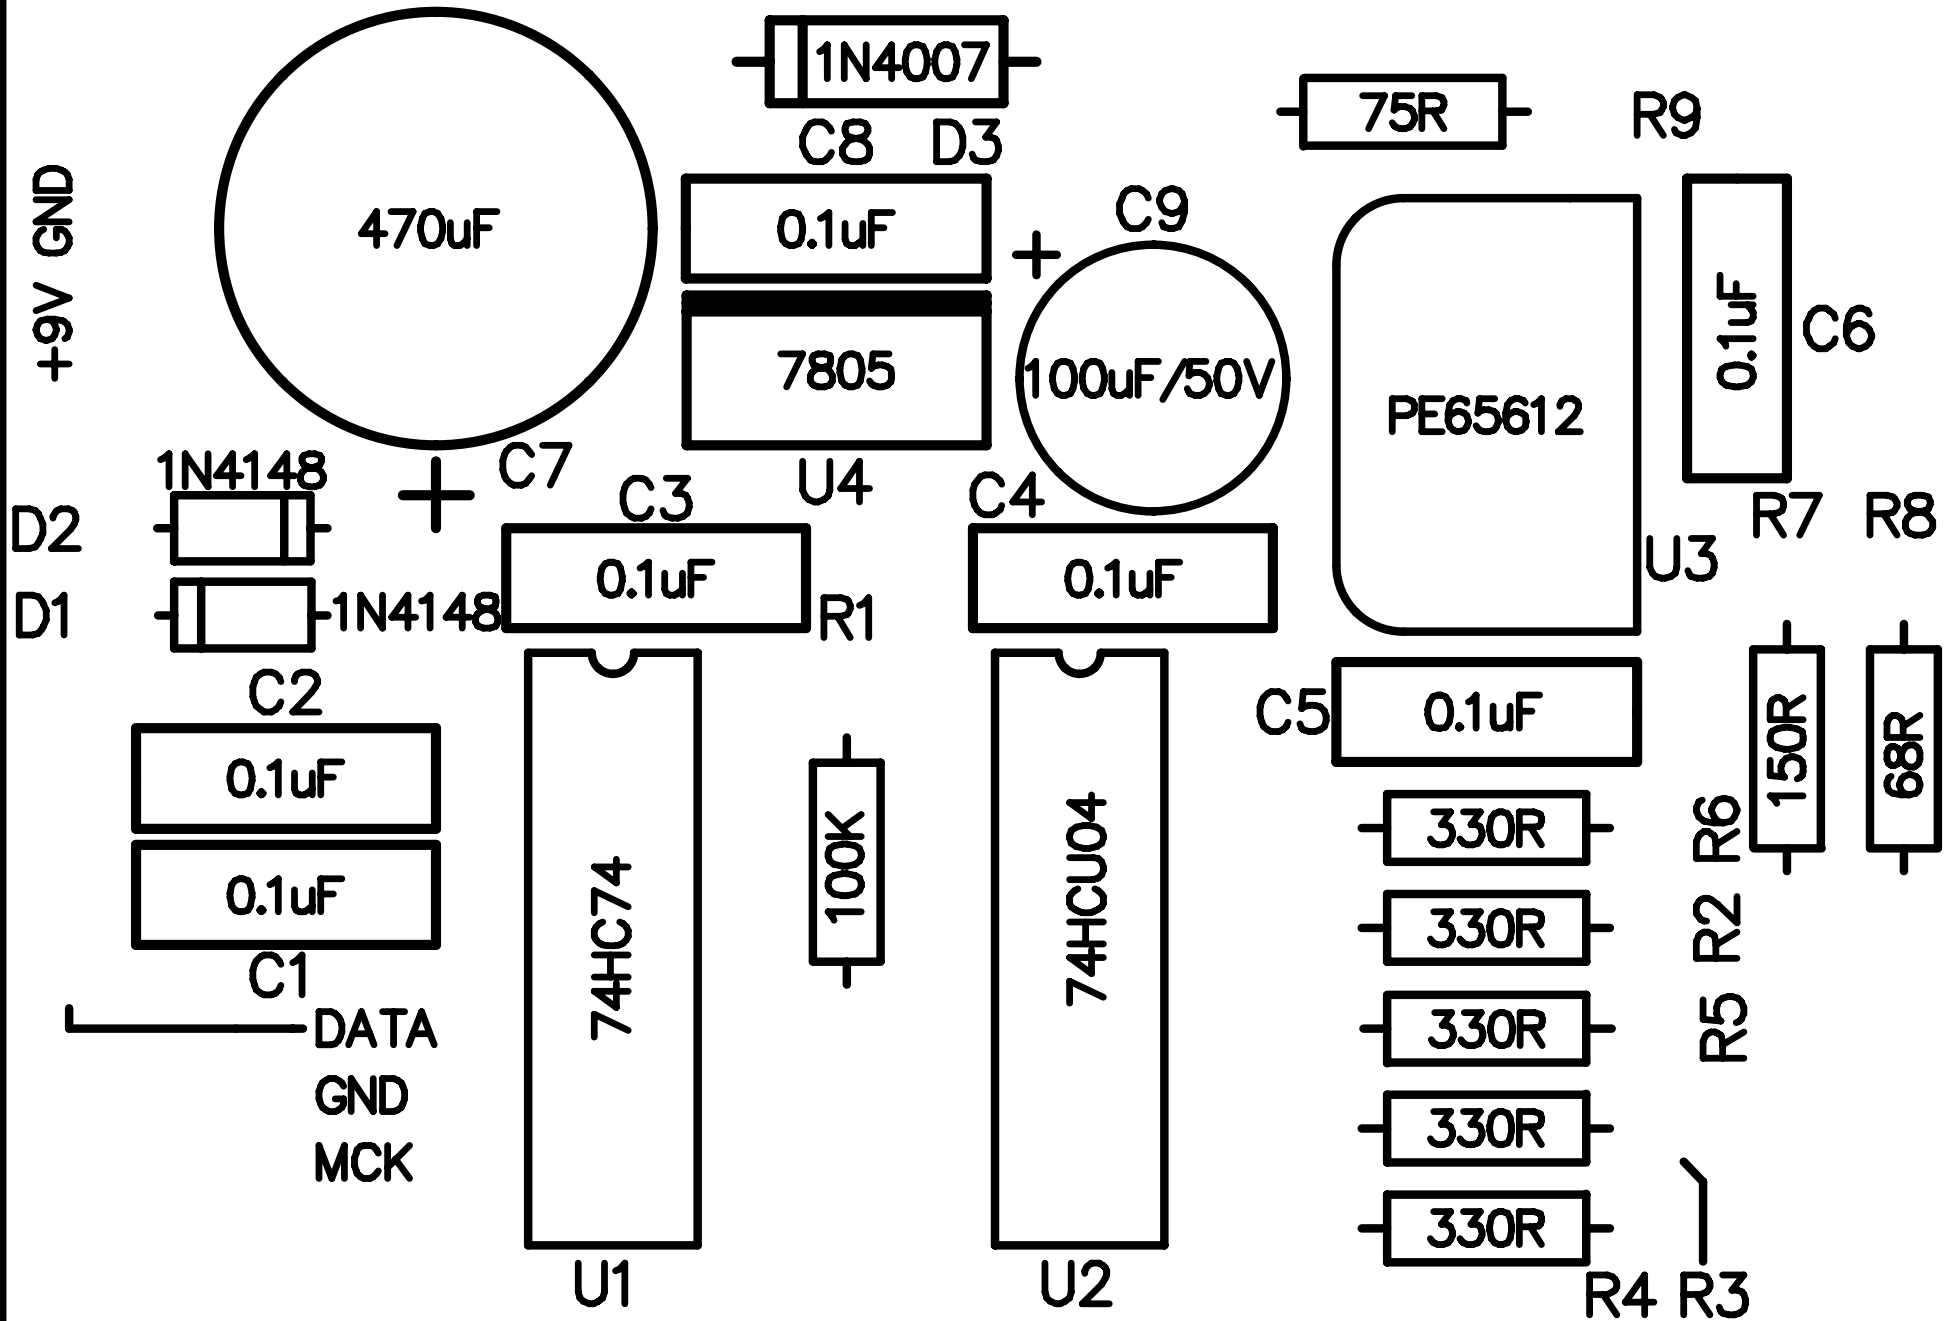 1N4007
C8
D3
75R
R9
+9V GND
470uF
0.1uF
C9
7805
100uF/50V
PE65612
0.1uF
C6
1N4148
C7
C3
U4
C4
D2
R7
R8
0.1uF
0.1uF
U3
D1
1N4148
R1
C2
C5
0.1uF
150R
68R
0.1uF
330R
R6
100K
74HCU04
0.1uF
330R
R2
74HC74
C1
DATA
330R
R5
GND
330R
MCK
330R
U1
U2
R4
R3